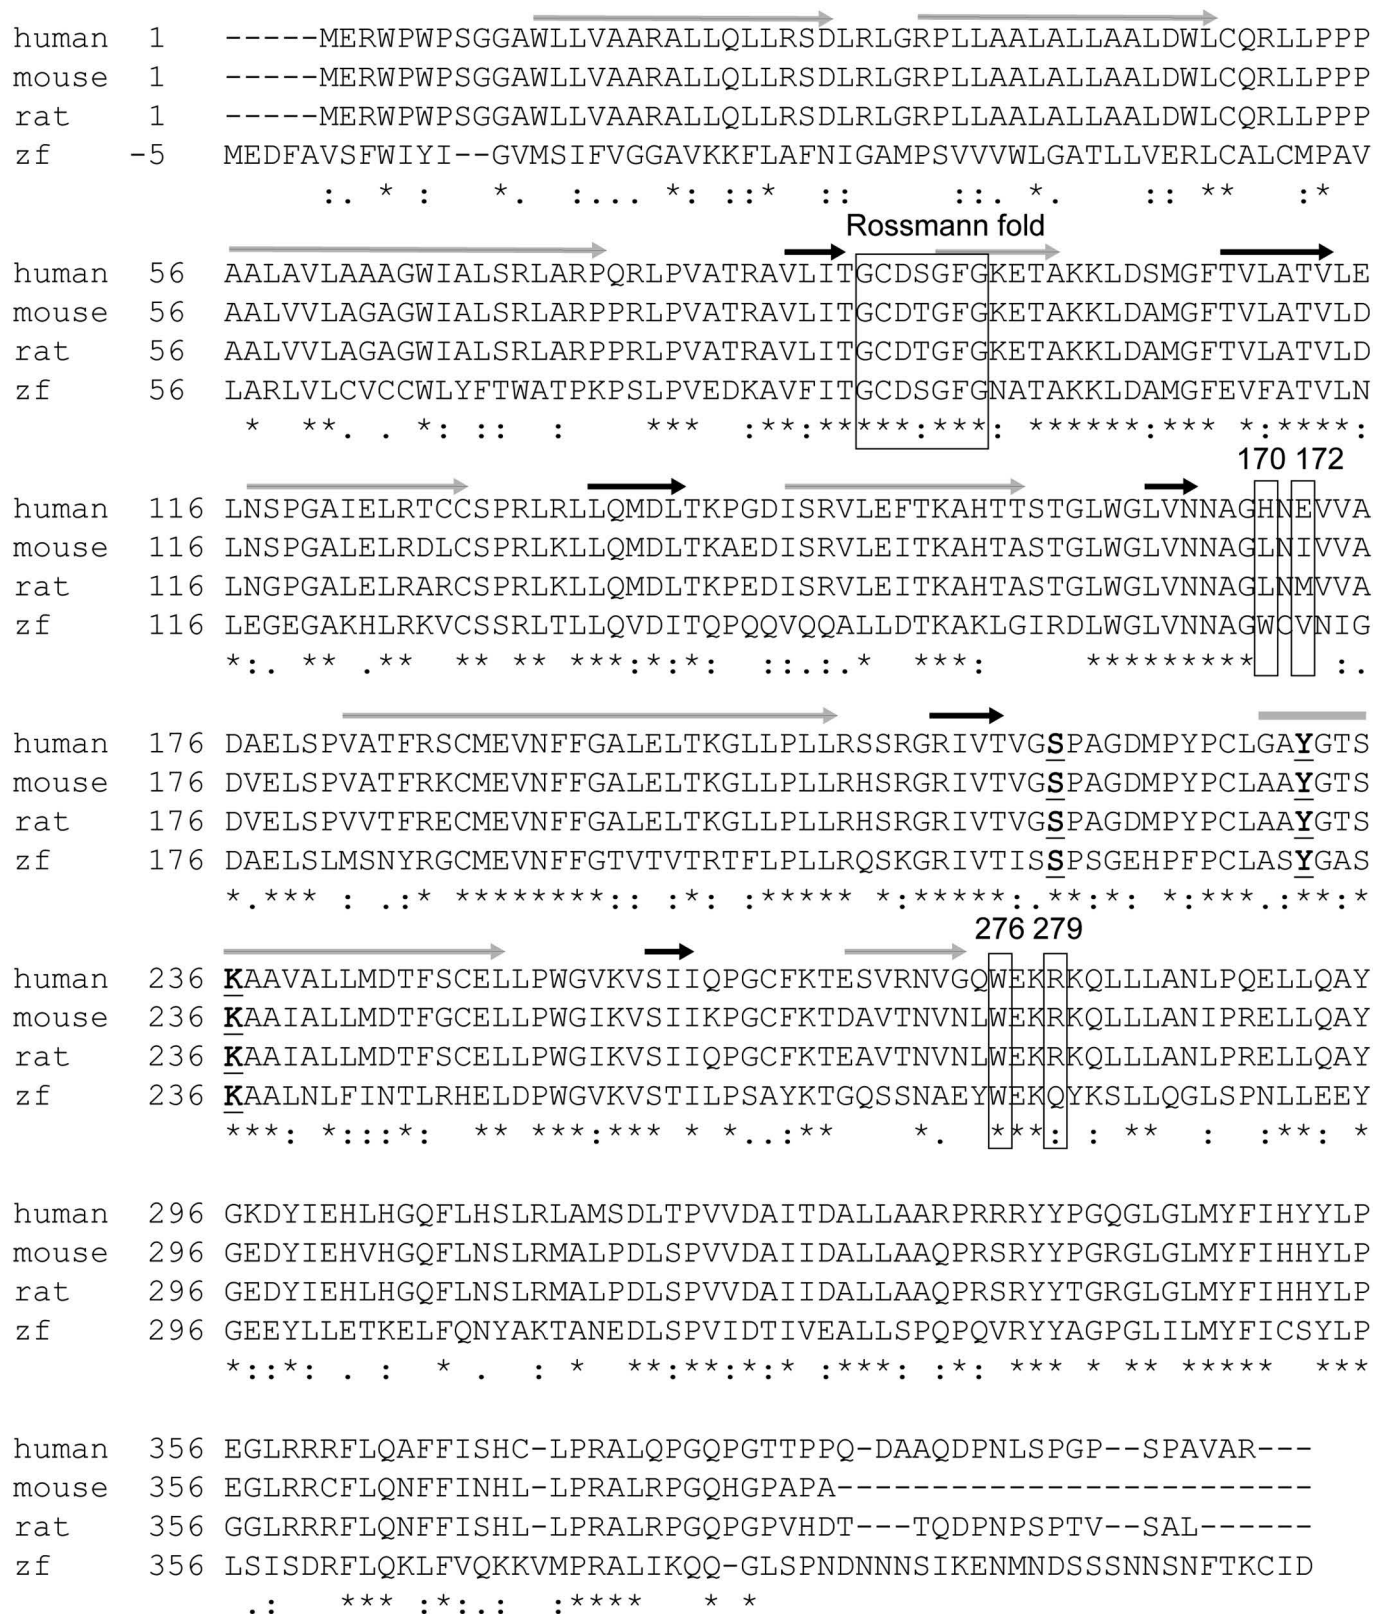 human 1 -----MERWPWPSGGAWLLVAARALLQLLRSDLRLGRPLLAALALLAALDWLCQRLLPPP
mouse 1 -----MERWPWPSGGAWLLVAARALLQLLRSDLRLGRPLLAALALLAALDWLCQRLLPPP
rat 1 -----MERWPWPSGGAWLLVAARALLQLLRSDLRLGRPLLAALALLAALDWLCQRLLPPP
zf -5 MEDFAVSFWIYI--GVMSIFVGGAVKKFLAFNIGAMPSVVVWLGATLLVERLCALCMPAV
:. * : *. :... *: ::* :: ::. *. :: ** :*
Rossmann fold
human 56 AALAVLAAAGWIALSRLARPQRLPVATRAVLITGCDSGFGKETAKKLDSMGFTVLATVLE
mouse 56 AALVVLAGAGWIALSRLARPPRLPVATRAVLITGCDTGFGKETAKKLDAMGFTVLATVLD
rat 56 AALVVLAGAGWIALSRLARPPRLPVATRAVLITGCDTGFGKETAKKLDAMGFTVLATVLD
zf 56 LARLVLCVCCWLYFTWATPKPSLPVEDKAVFITGCDSGFGNATAKKLDAMGFEVFATVLN
* **. . *: :: : *** :**:*****:***: ******:*** *:****:
170 172
human 116 LNSPGAIELRTCCSPRLRLLQMDLTKPGDISRVLEFTKAHTTSTGLWGLVNNAGHNEVVA
mouse 116 LNSPGALELRDLCSPRLKLLQMDLTKAEDISRVLEITKAHTASTGLWGLVNNAGLNIVVA
rat 116 LNGPGALELRARCSPRLKLLQMDLTKPEDISRVLEITKAHTASTGLWGLVNNAGLNMVVA
zf 116 LEGEGAKHLRKVCSSRLTLLQVDITQPQQVQQALLDTKAKLGIRDLWGLVNNAGWCVNIG
*:. ** .** ** ** ***:*:*: ::.:.* ***: ********* :.
human 176 DAELSPVATFRSCMEVNFFGALELTKGLLPLLRSSRGRIVTVGSPAGDMPYPCLGAYGTS
mouse 176 DVELSPVATFRKCMEVNFFGALELTKGLLPLLRHSRGRIVTVGSPAGDMPYPCLAAYGTS
rat 176 DVELSPVVTFRECMEVNFFGALELTKGLLPLLRHSRGRIVTVGSPAGDMPYPCLAAYGTS
zf 176 DAELSLMSNYRGCMEVNFFGTVTVTRTFLPLLRQSKGRIVTISSPSGEHPFPCLASYGAS
*.*** : .:* ********:: :*: :***** *:*****:.**:*: *:***.:**:*
276 279
human 236 KAAVALLMDTFSCELLPWGVKVSIIQPGCFKTESVRNVGQWEKRKQLLLANLPQELLQAY
mouse 236 KAAIALLMDTFGCELLPWGIKVSIIKPGCFKTDAVTNVNLWEKRKQLLLANIPRELLQAY
rat 236 KAAIALLMDTFSCELLPWGIKVSIIQPGCFKTEAVTNVNLWEKRKQLLLANLPRELLQAY
zf 236 KAALNLFINTLRHELDPWGVKVSTILPSAYKTGQSSNAEYWEKQYKSLLQGLSPNLLEEY
***: *:::*: ** ***:*** * *..:** *. ***: : ** : :**: *
human 296 GKDYIEHLHGQFLHSLRLAMSDLTPVVDAITDALLAARPRRRYYPGQGLGLMYFIHYYLP
mouse 296 GEDYIEHVHGQFLNSLRMALPDLSPVVDAIIDALLAAQPRSRYYPGRGLGLMYFIHHYLP
rat 296 GEDYIEHLHGQFLNSLRMALPDLSPVVDAIIDALLAAQPRSRYYTGRGLGLMYFIHHYLP
zf 296 GEEYLLETKELFQNYAKTANEDLSPVIDTIVEALLSPQPQVRYYAGPGLILMYFICSYLP
*::*: . : * . : * **:**:*:* :***: :*: *** * ** ***** ***
human 356 EGLRRRFLQAFFISHC-LPRALQPGQPGTTPPQ-DAAQDPNLSPGP--SPAVAR---
mouse 356 EGLRRCFLQNFFINHL-LPRALRPGQHGPAPA-------------------------
rat 356 GGLRRRFLQNFFISHL-LPRALRPGQPGPVHDT---TQDPNPSPTV--SAL------
zf 356 LSISDRFLQKLFVQKKVMPRALIKQQ-GLSPNDNNNSIKENMNDSSSNNSNFTKCID
.: *** :*:.: :**** * *